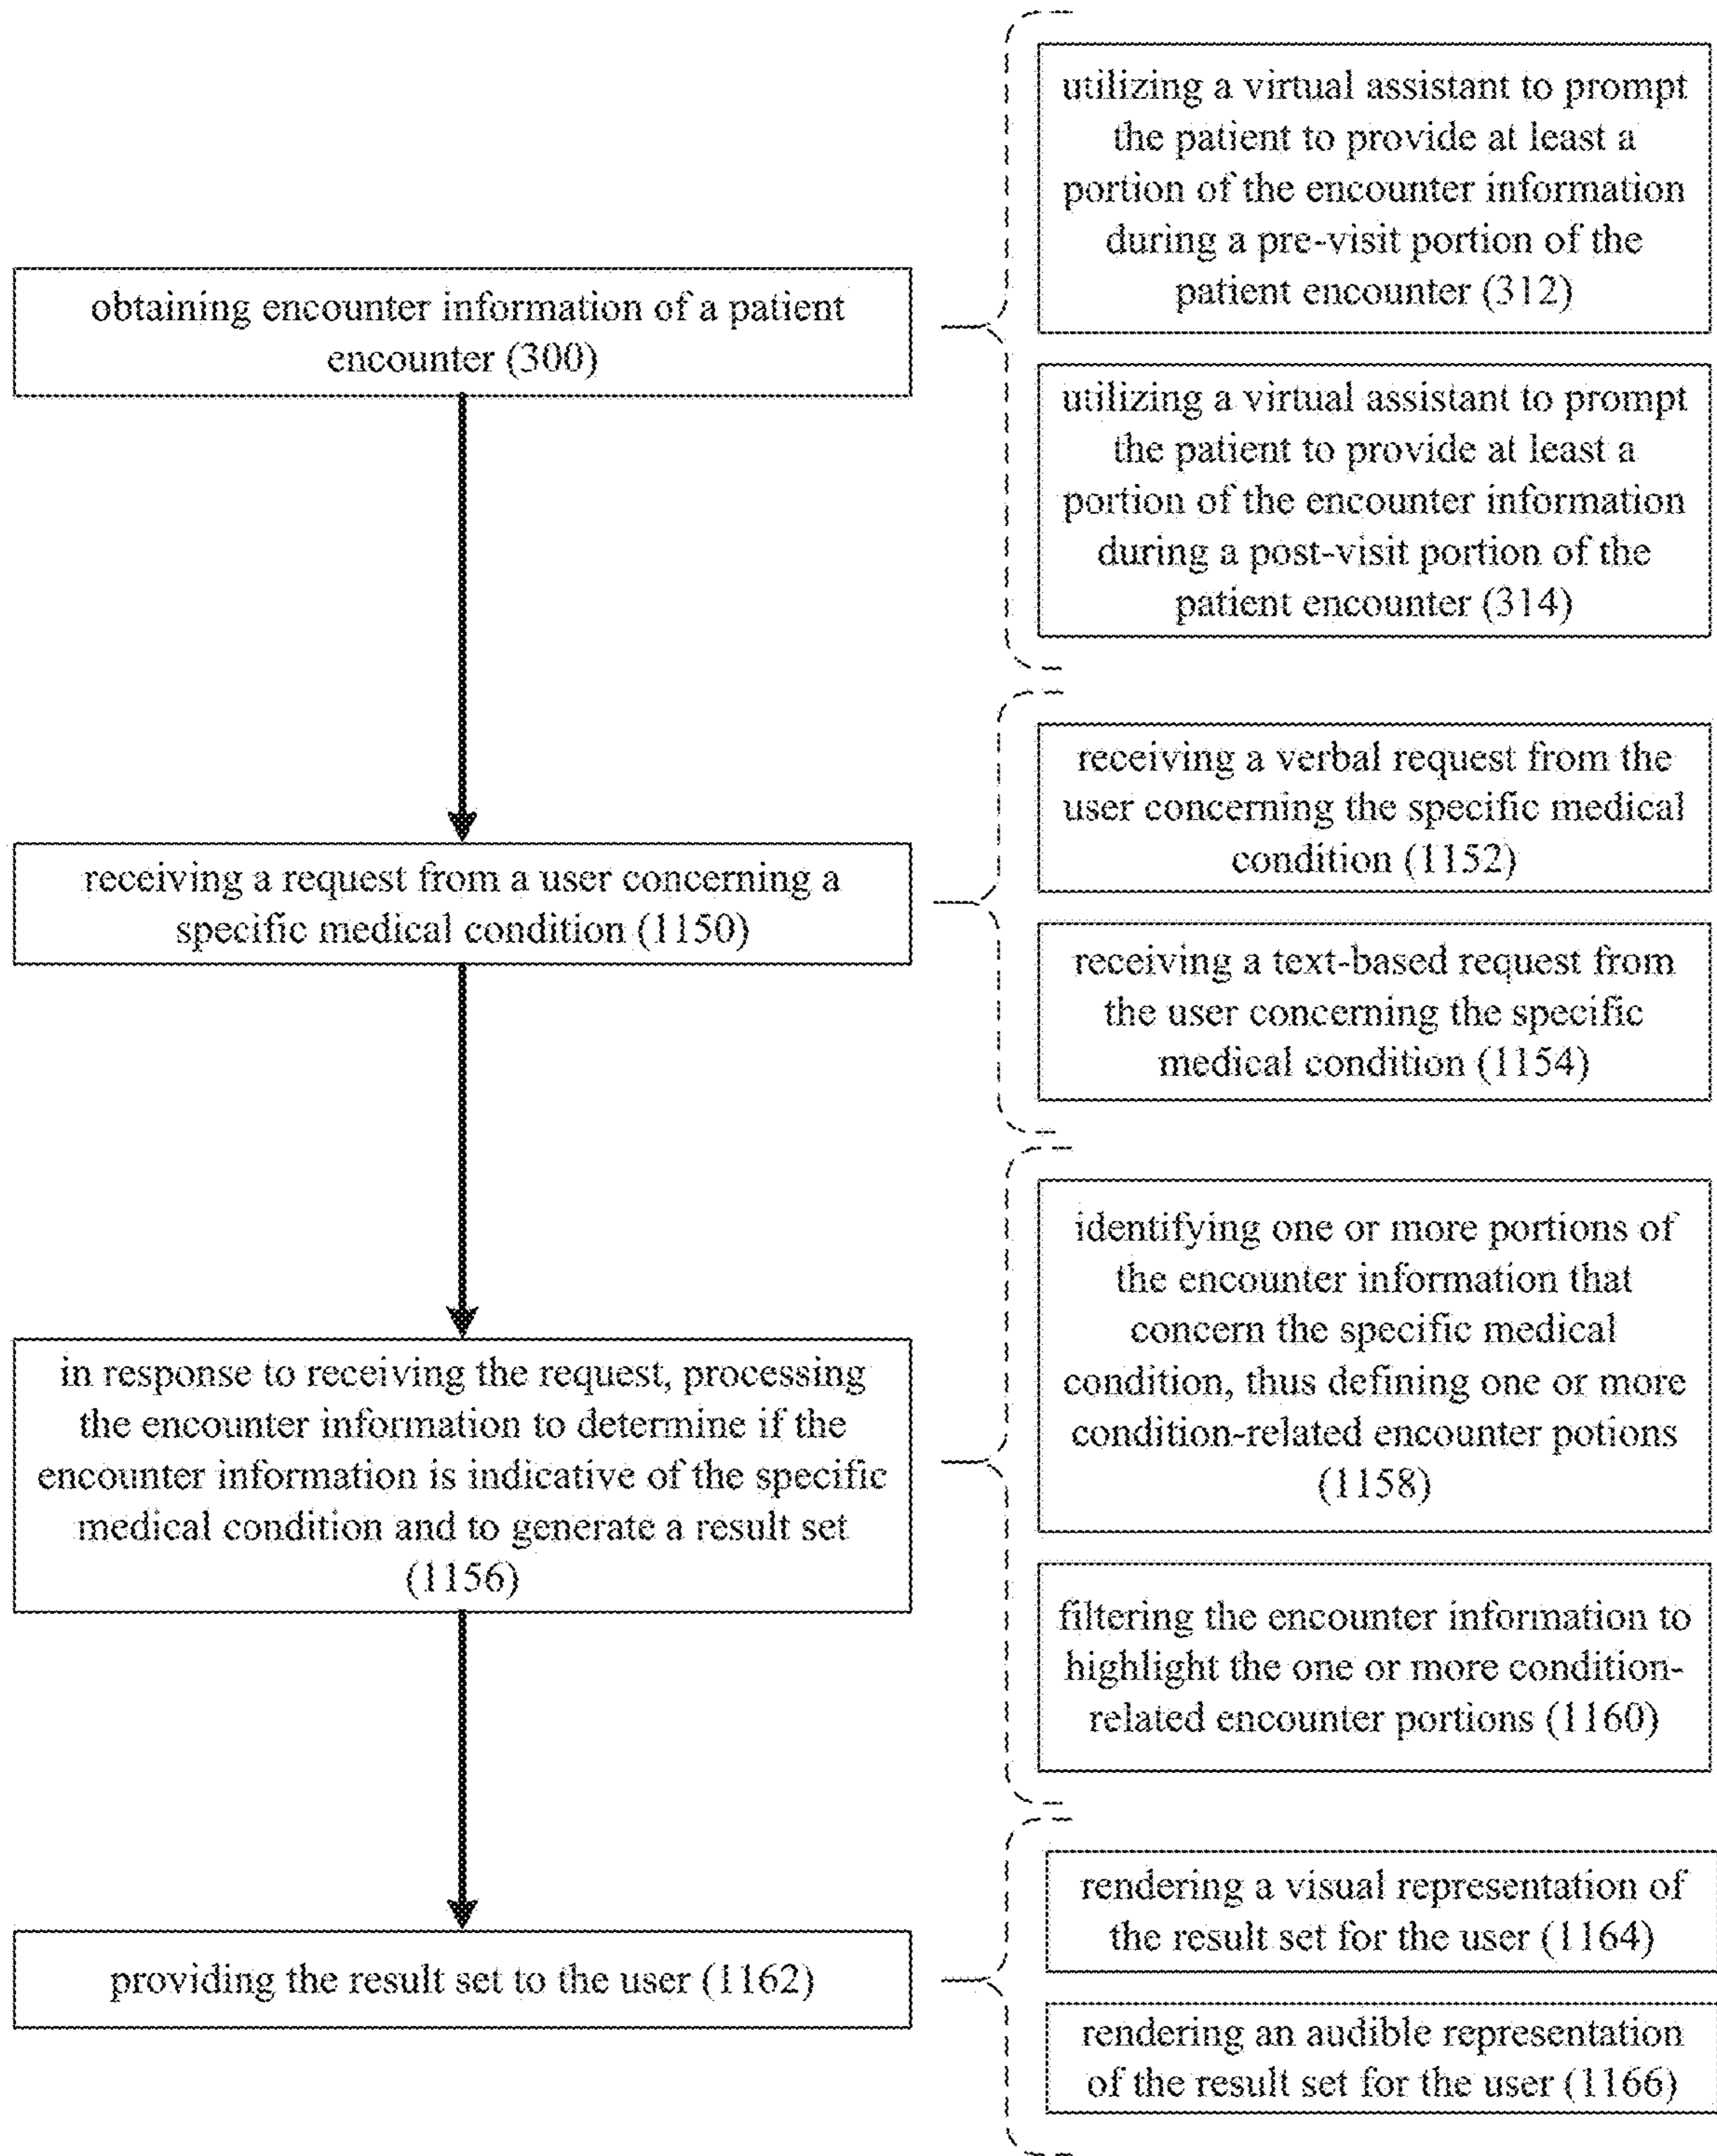 utilizing a virtual assistant to prompt
the patient to provide at least a
portion of the encounter information
during a pre-visit portion of the
patient encounter (312)
obtaining encounter information of a patient
encounter (300)
utilizing a virtual assistant to prompt
the patient to provide at least a
portion of the encounter information
during a post-visit portion of the
patient encounter (314)
receiving a verbal request from the
user concerning the specific medical
condition (1152)
receiving a request from a user concerning a
specific medical condition (1150)
receiving a text-based request from
the user concerning the specific
medical condition (1154)
identifying one or more portions of
the encounter information that
concern the specific medical
condition, thus defining one or more
condition-related encounter potions
(1158)
in response to receiving the request, processing
the encounter information to determine if the
encounter information is indicative of the specific
medical condition and to generate a result set
(1156)
filtering the encounter information to
highlight the one or more condition-
related encounter portions (1160)
rendering a visual representation of
the result set for the user (1164)
providing the result set to the user (1162)
rendering an audible representation
of the result set for the user (1166)